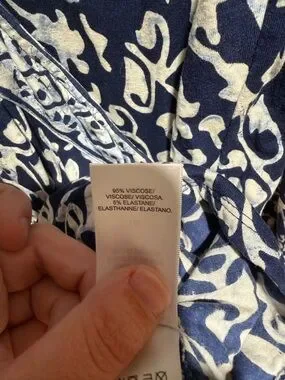 95% VISCOSE/
VISCOSE/ VISCOSA.
5% ELASTANE/
ELASTHANNE/ ELASTANO.